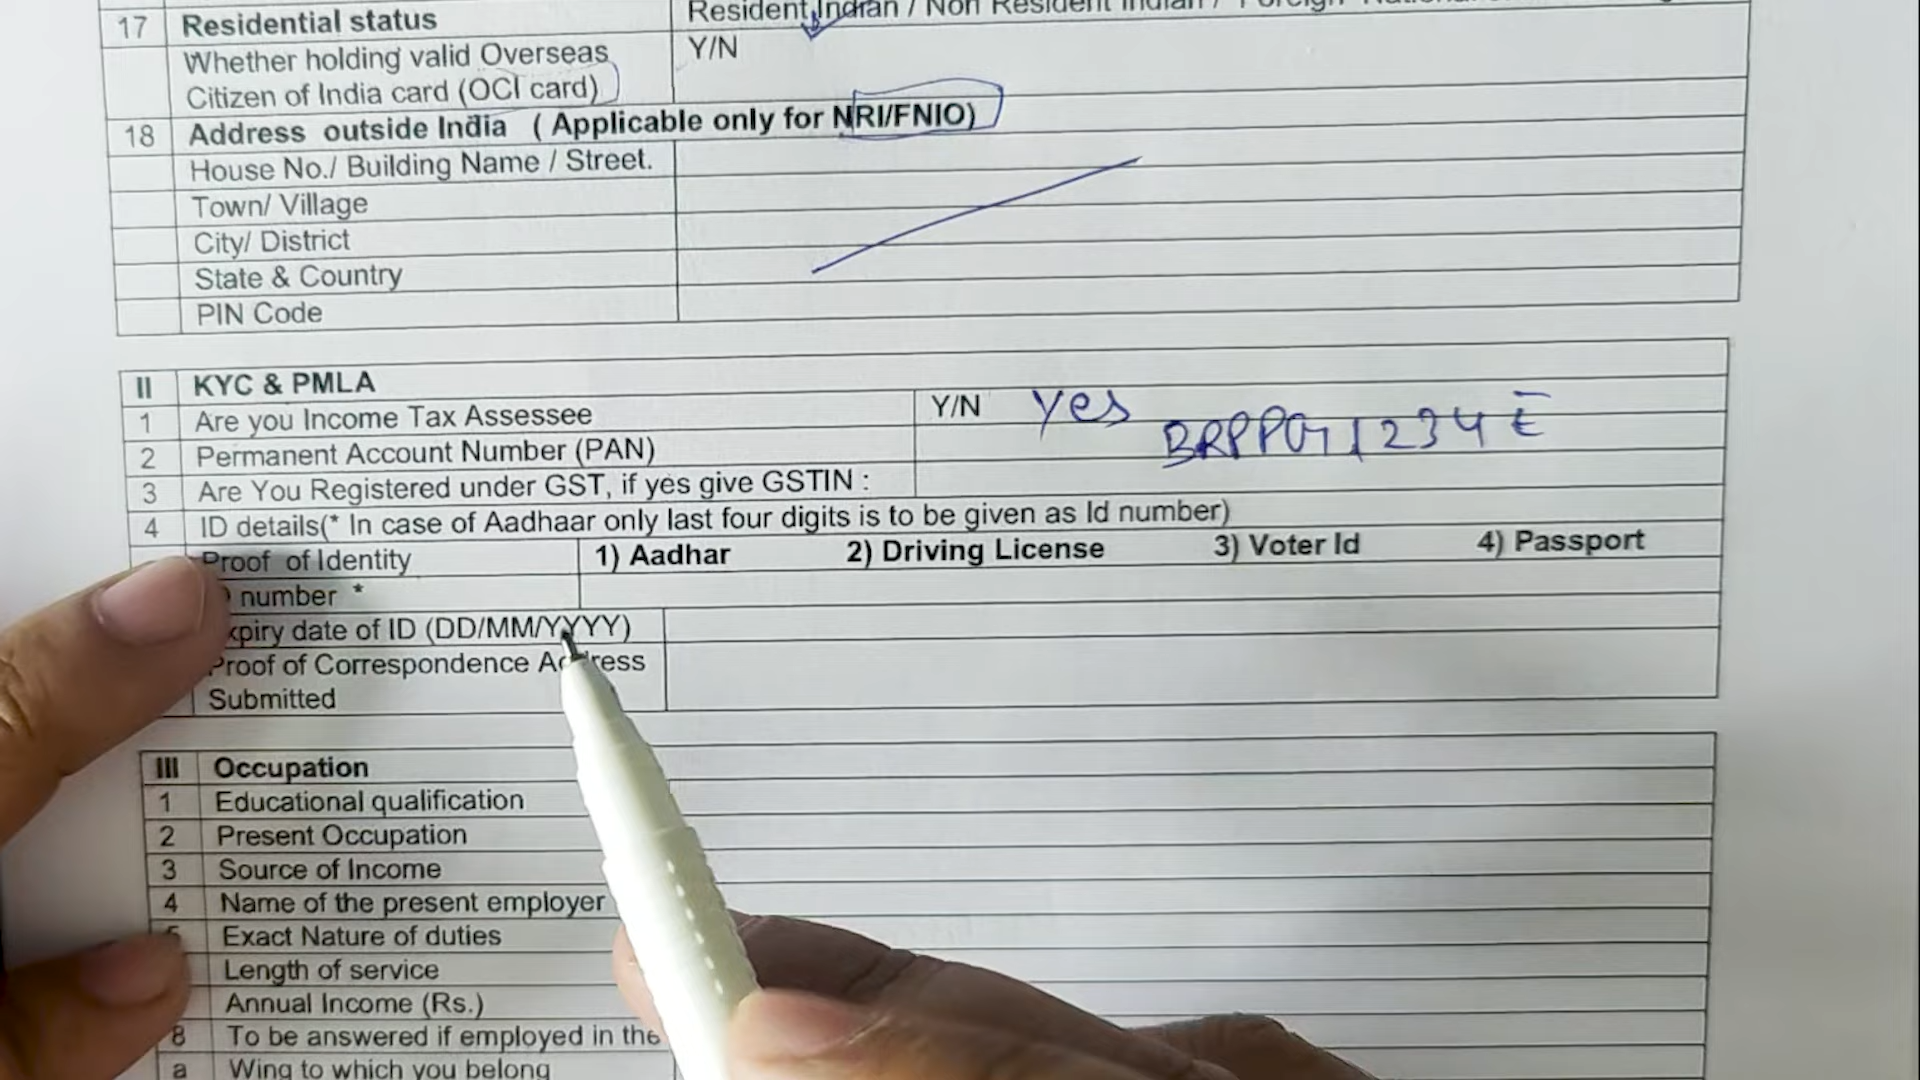 17 Residential status Resident Indian / Non Resident Indian / Foreign
Whether holding valid Overseas Y/N
Citizen of India card (OCI card)
18 Address outside India ( Applicable only for NRI/FNIO)
House No./ Building Name / Street.
Town/ Village
City/ District
State & Country
PIN Code
II KYC & PMLA
1 Are you Income Tax Assessee Y/N Yes
2 Permanent Account Number (PAN) BRPPG1234E
3 Are You Registered under GST, if yes give GSTIN :
4 ID details(* In case of Aadhaar only last four digits is to be given as Id number)
Proof of Identity 1) Aadhar 2) Driving License 3) Voter Id 4) Passport
number *
xpiry date of ID (DD/MM/YYYY)
Proof of Correspondence Address
Submitted
III Occupation
1 Educational qualification
2 Present Occupation
3 Source of Income
4 Name of the present employer
5 Exact Nature of duties
Length of service
Annual Income (Rs.)
8 To be answered if employed in the
a Wing to which you belong